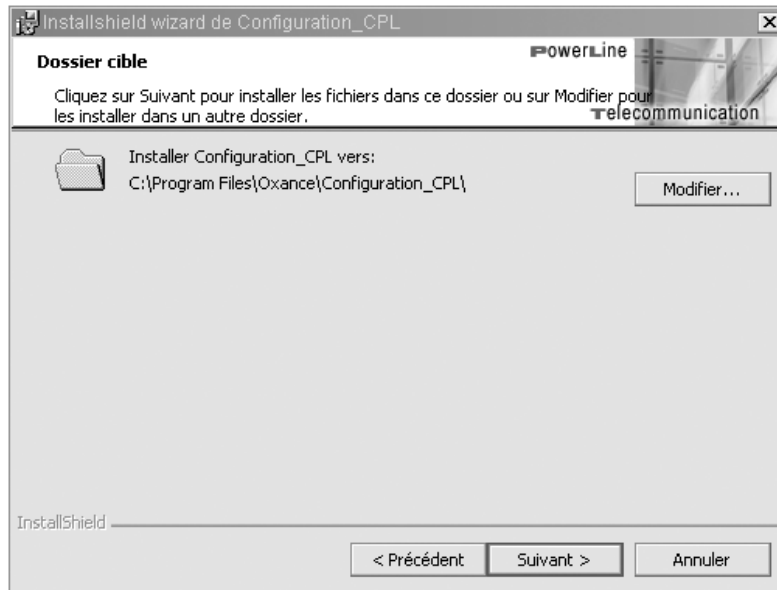 Installshield wizard de Configuration_CPL
Dossier cible
PowerLine
Cliquez sur Suivant pour installer les fichiers dans ce dossier ou sur Modifier pour
les installer dans un autre dossier.
Telecommunication
Installer Configuration_CPL vers:
C:\Program Files\Oxance\Configuration_CPL\
Modifier...
InstallShield
< Précédent
Suivant >
Annuler